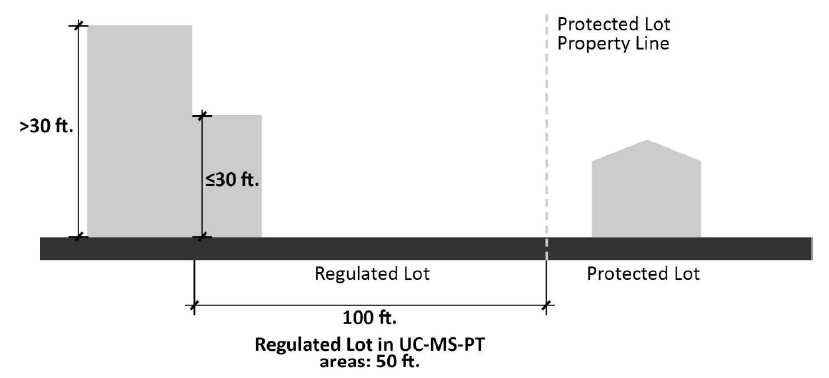 Protected Lot
Property Line
>30 ft.
≤30 ft.
Regulated Lot
Protected Lot
100 ft.
Regulated Lot in UC-MS-PT
areas: 50 ft.